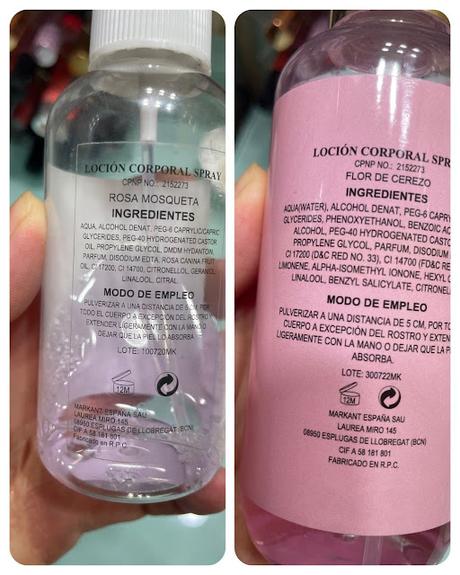 LOCIÓN CORPORAL SPRAY
CPNP NO.: 2152273
ROSA MOSQUETA
INGREDIENTES
AQUA, ALCOHOL DENAT, PEG-6 CAPRYLIC/CAPRIC
GLYCERIDES, PEG-40 HYDROGENATED CASTOR
OIL, PROPYLENE GLYCOL, DMDM HYDANTOIN,
PARFUM, DISODIUM EDTA, ROSA CANINA FRUIT
OIL, CI 17200, CI 14700, CITRONELLOL, GERANIOL,
LINALOOL, CITRAL.
MODO DE EMPLEO
PULVERIZAR A UNA DISTANCIA DE 5 CM, POR
TODO EL CUERPO A EXCEPCIÓN DEL ROSTRO Y
EXTENDER LIGERAMENTE CON LA MANO O
DEJAR QUE LA PIEL LO ABSORBA.
LOTE: 100720MK
12M
MARKANT ESPAÑA SAU
LAUREA MIRO 145
08950 ESPLUGAS DE LLOBREGAT (BCN)
CIF A 58 181 801
Fabricado en R.P.C.
LOCIÓN CORPORAL SPR
CPNP NO.: 2152273
FLOR DE CEREZO
INGREDIENTES
AQUA(WATER), ALCOHOL DENAT, PEG-6 CAPR
GLYCERIDES, PHENOXYETHANOL, BENZOIC A
ALCOHOL, PEG-40 HYDROGENATED CASTOR
PROPYLENE GLYCOL, PARFUM, DISODIUM
CI 17200 (D&C RED NO. 33), CI 14700 (FD&C RE
LIMONENE, ALPHA-ISOMETHYL IONONE, HEXYL C
LINALOOL, BENZYL SALICYLATE, CITRONEL
MODO DE EMPLEO
PULVERIZAR A UNA DISTANCIA DE 5 CM, POR TO
CUERPO A EXCEPCIÓN DEL ROSTRO Y EXTEN
LIGERAMENTE CON LA MANO O DEJAR QUE LA PI
ABSORBA.
LOTE: 300722MK
12M
MARKANT ESPAÑA SAU
LAUREA MIRO 145
08950 ESPLUGAS DE LLOBREGAT (BCN)
CIF A 58 181 801
FABRICADO EN R.P.C.